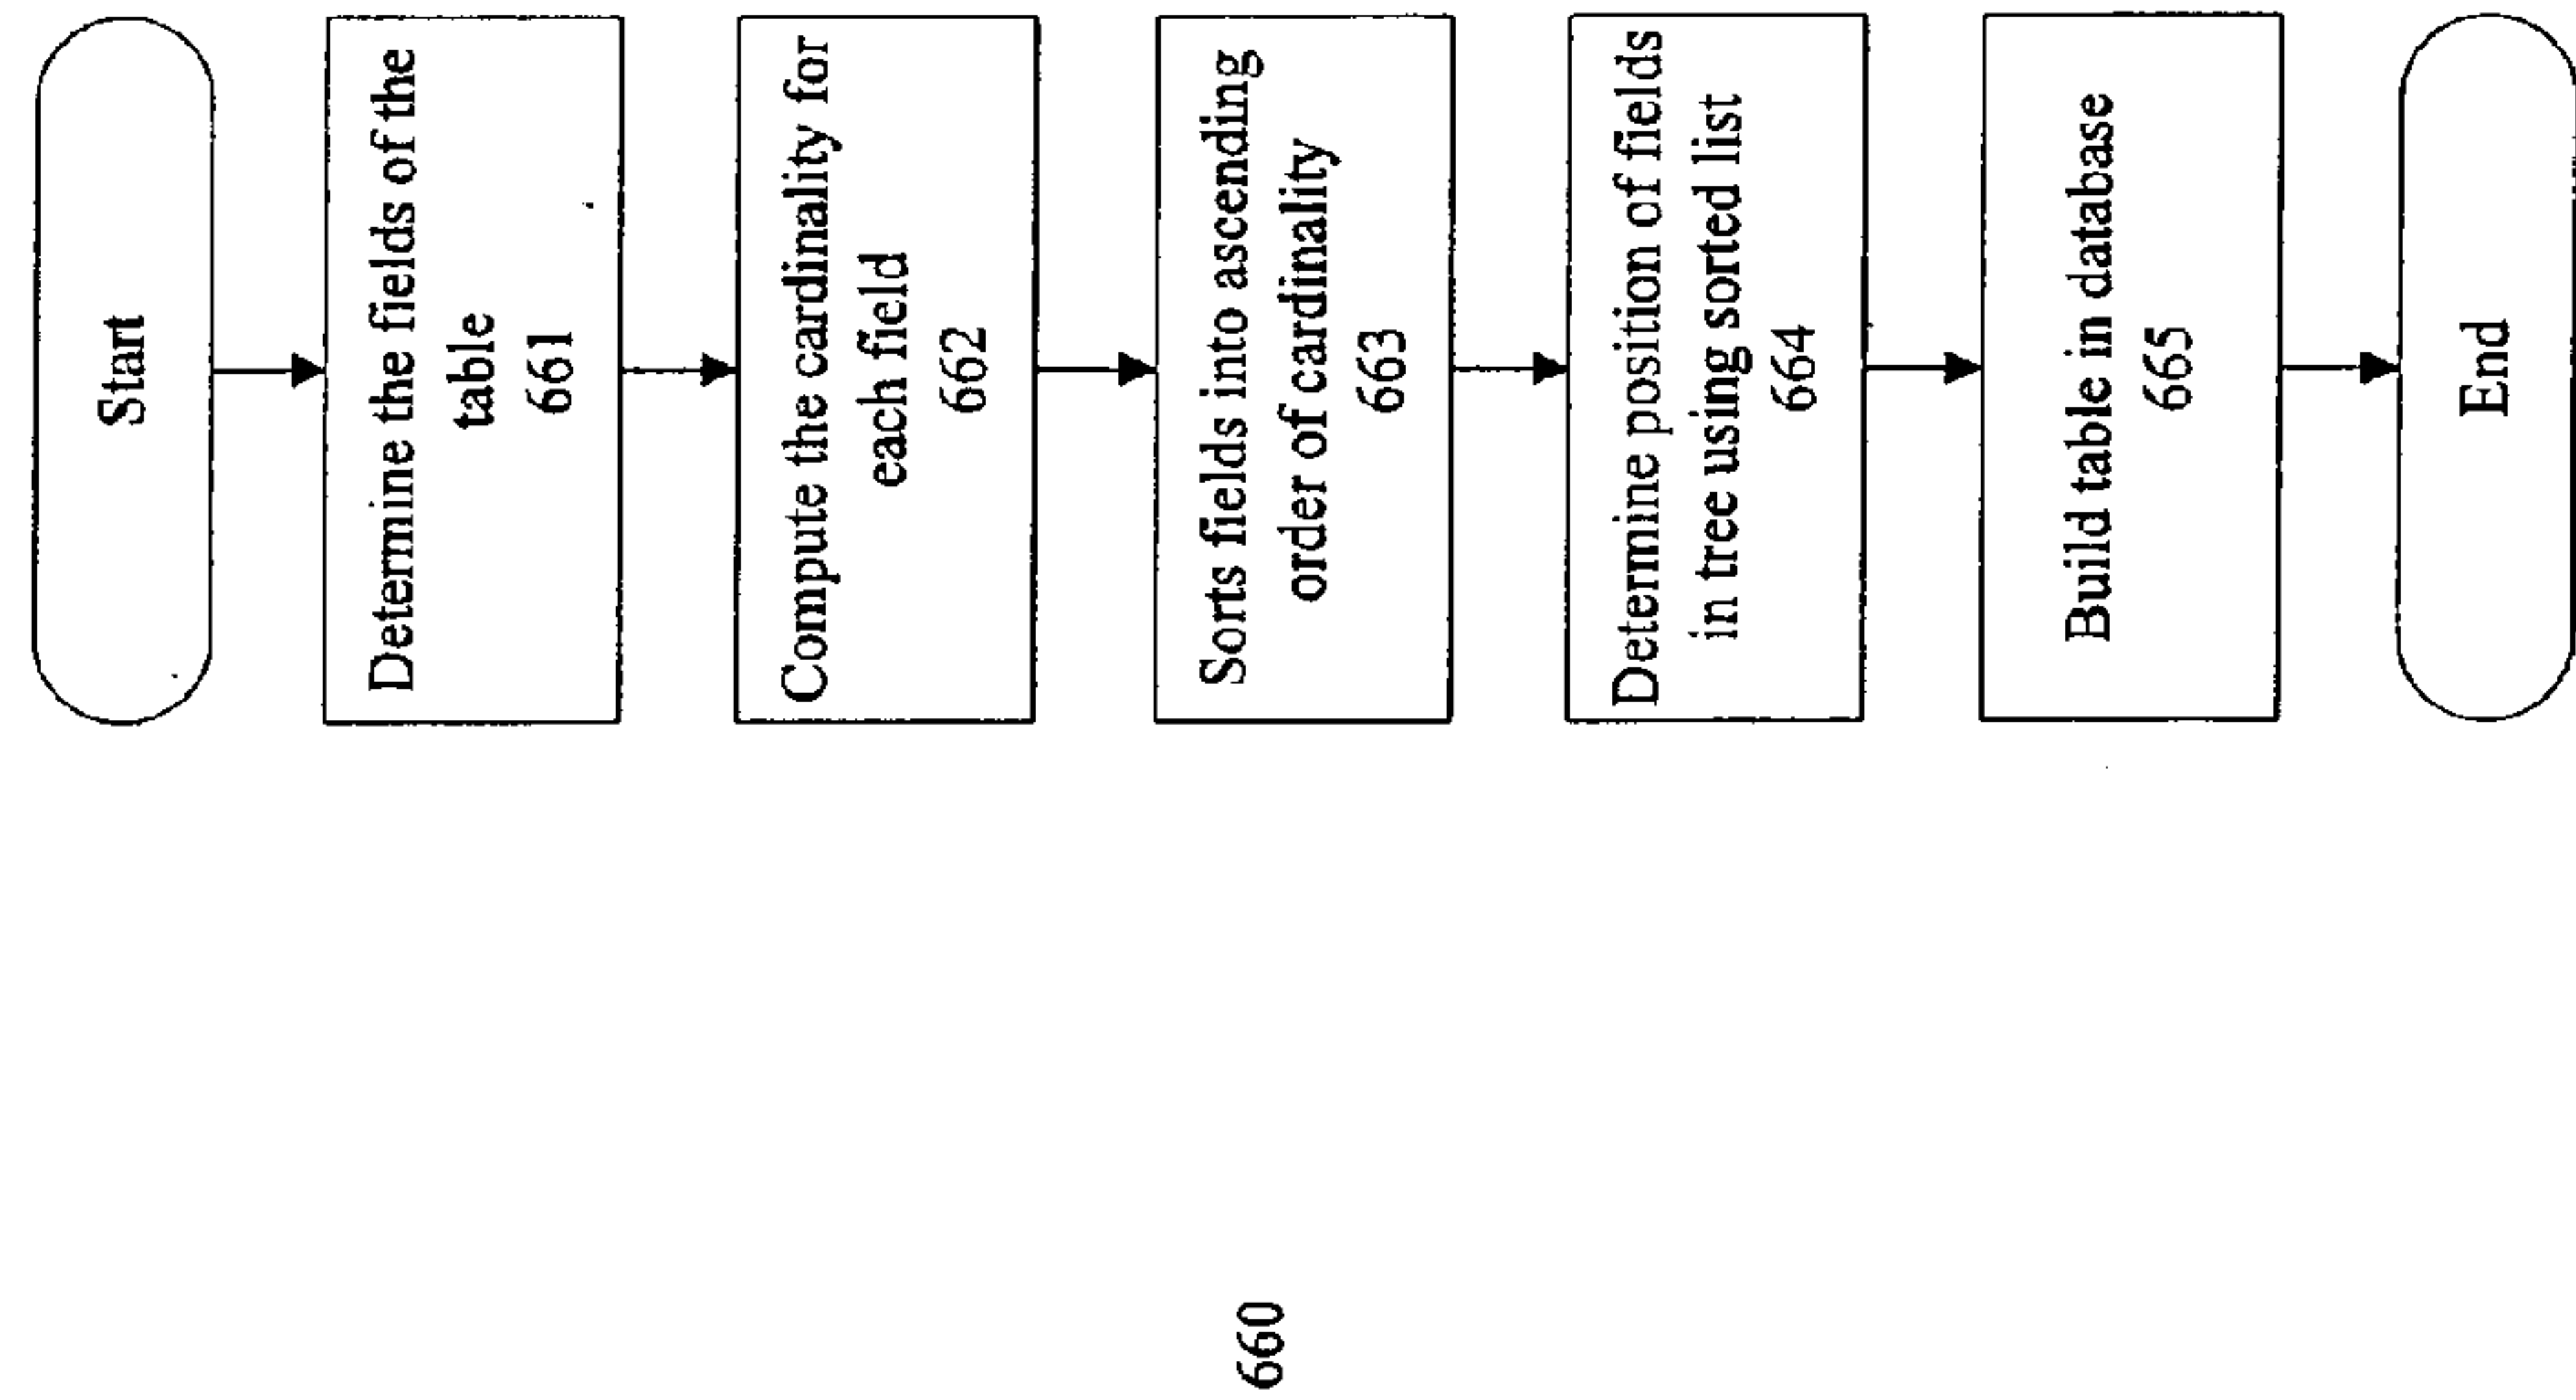 Start
Determine the fields of the
table
661
Compute the cardinality for
each field
662
Sorts fields into ascending
order of cardinality
663
Determine position of fields
in tree using sorted list
664
Build table in database
665
End
660